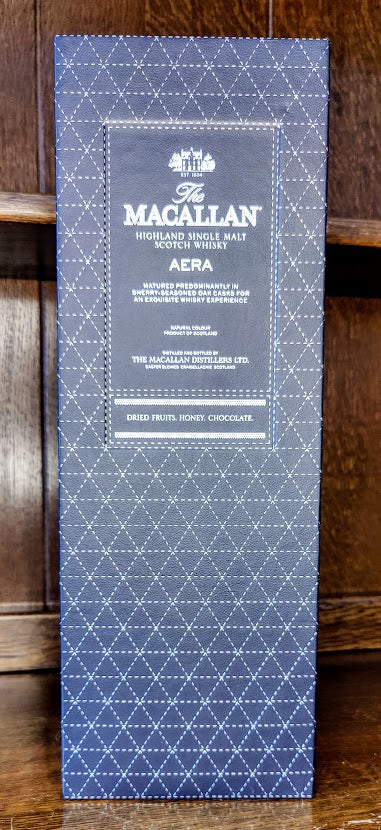 EST. 1824
The
MACALLAN
HIGHLAND SINGLE MALT
SCOTCH WHISKY
AERA
MATURED PREDOMINANTLY IN
SHERRY-SEASONED OAK CASKS FOR
AN EXQUISITE WHISKY EXPERIENCE
NATURAL COLOUR
PRODUCT OF SCOTLAND
DISTILLED AND BOTTLED BY
THE MACALLAN DISTILLERS LTD.
EASTER ELCHIES CRAIGELLACHIE SCOTLAND
DRIED FRUITS. HONEY. CHOCOLATE.